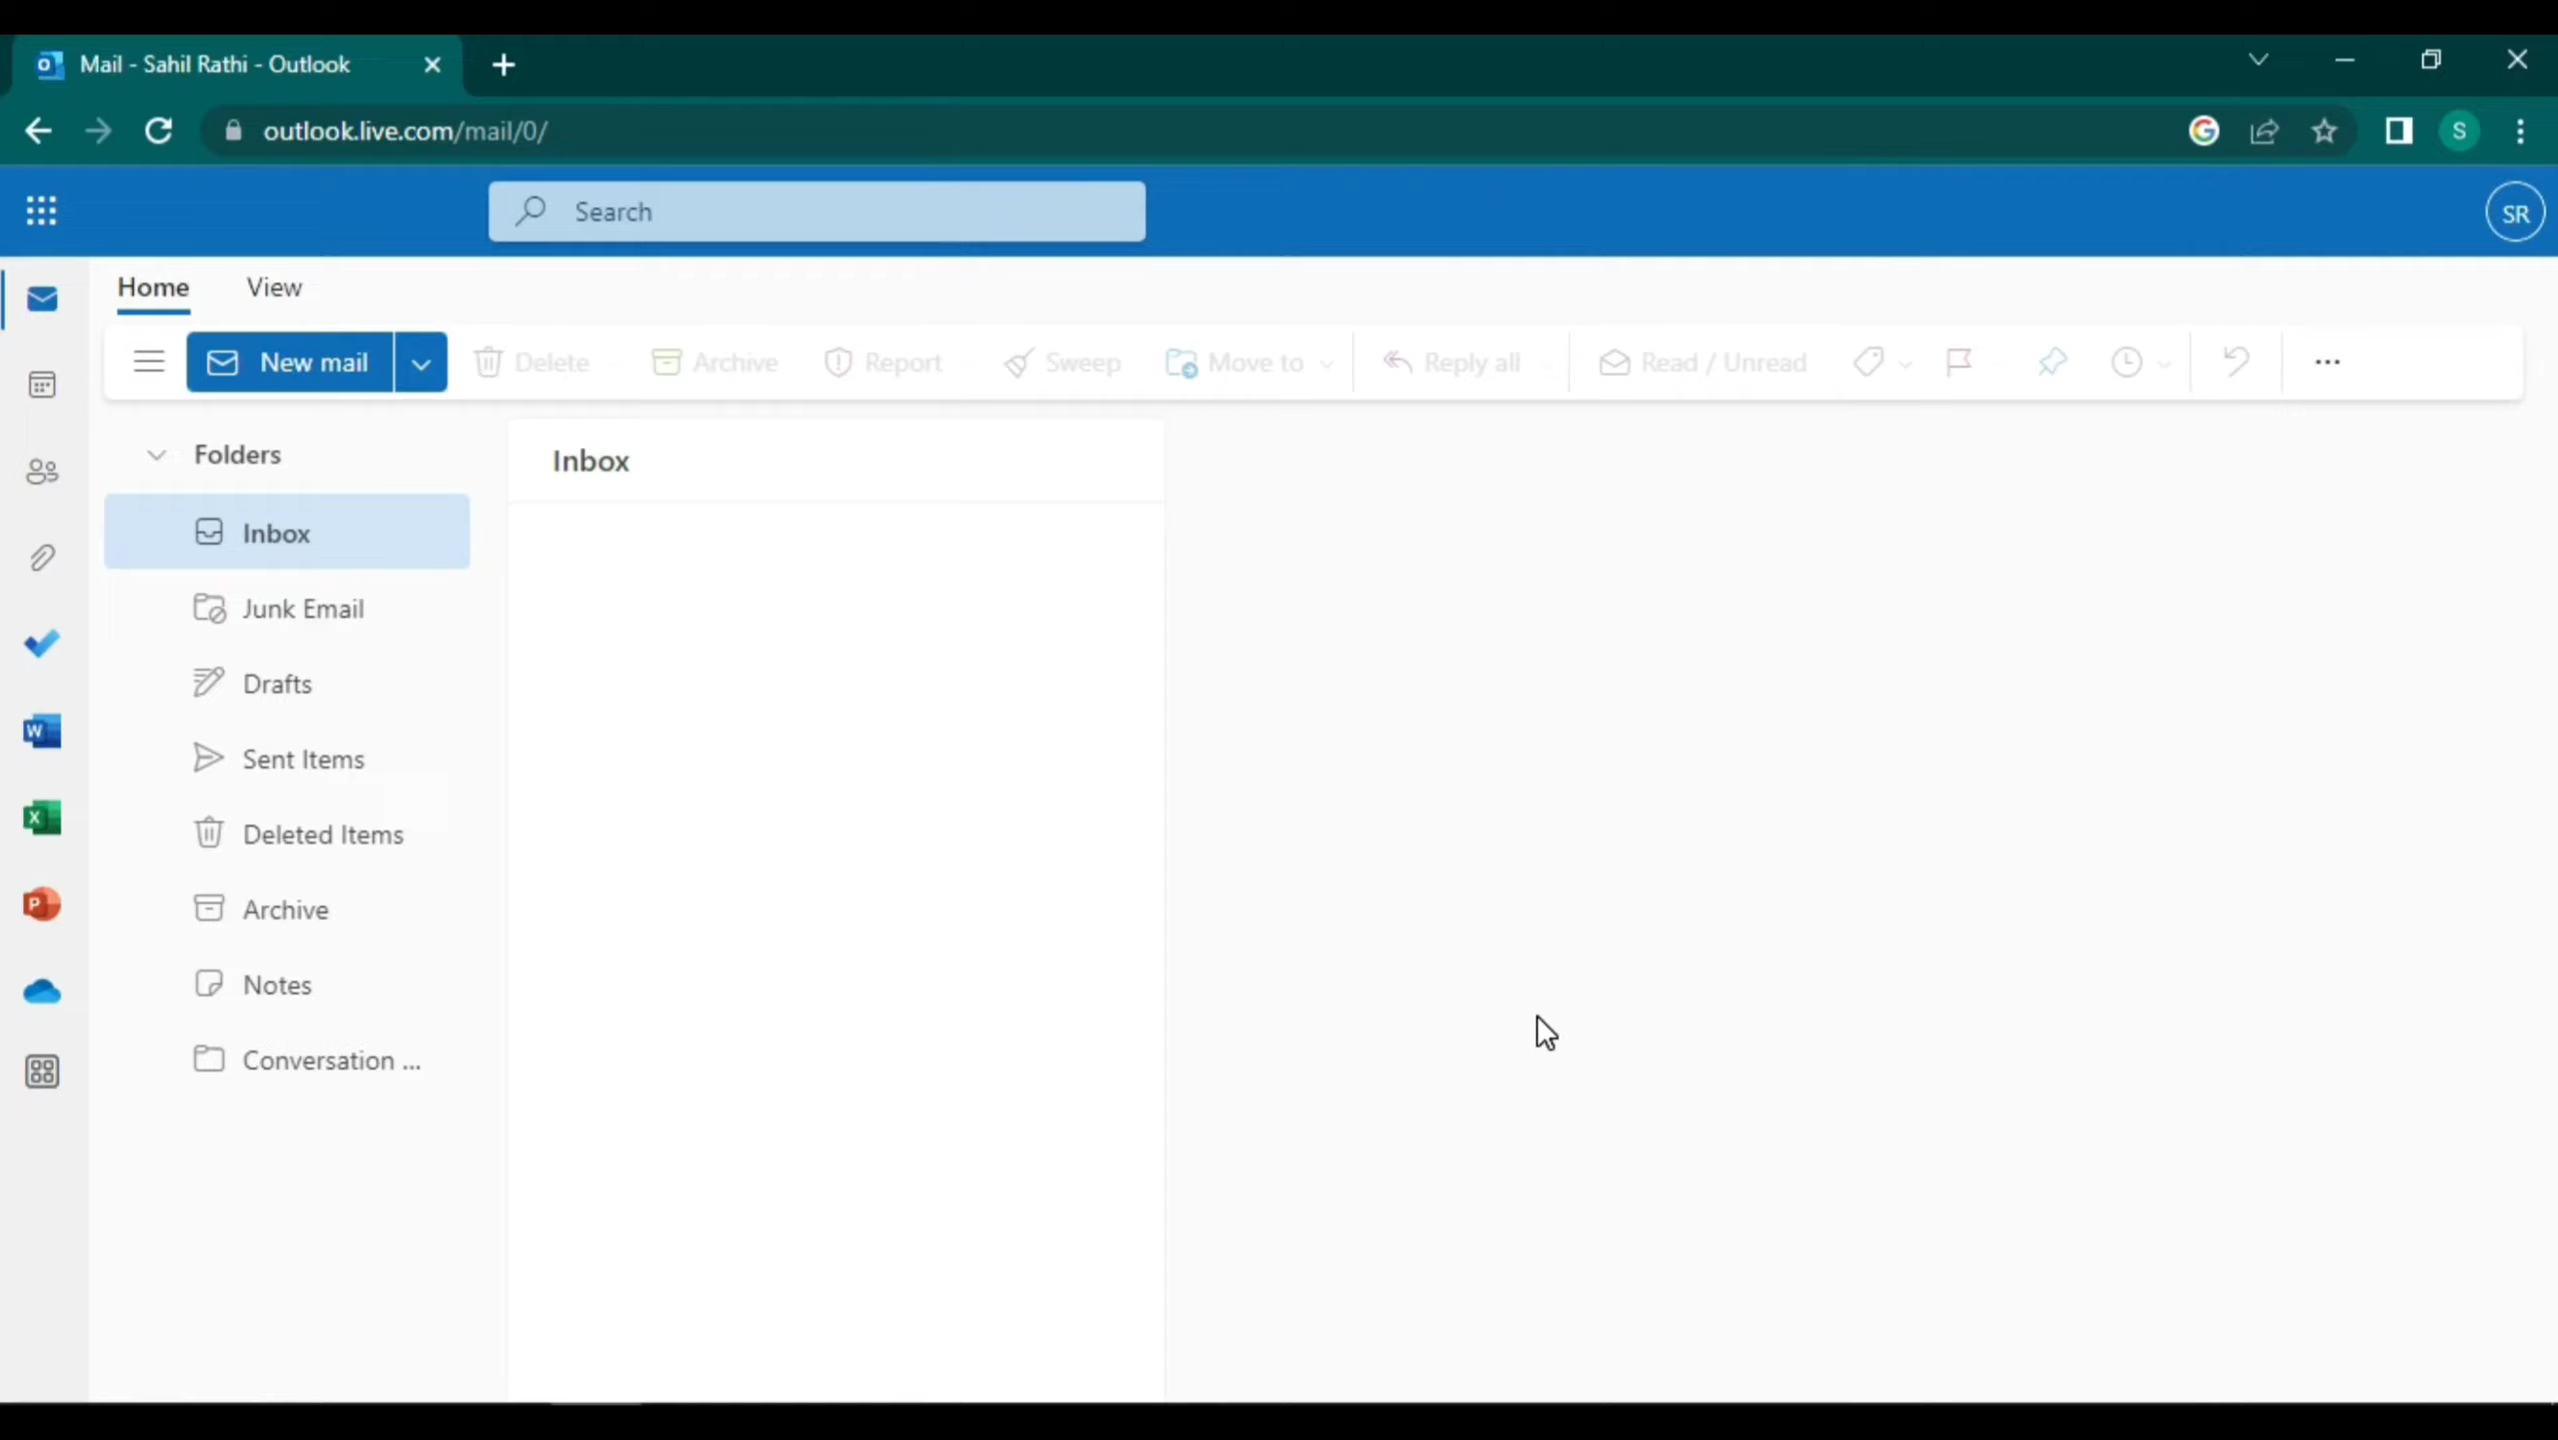 Mail - Sahil Rathi - Outlook
outlook.live.com/mail/0/
G
S
Search
SR
Home View
New mail Delete Archive Report Sweep Move to Reply all Read / Unread ...
Folders
Inbox
Junk Email
Drafts
Sent Items
Deleted Items
Archive
Notes
Conversation ...
Inbox
W
X
P